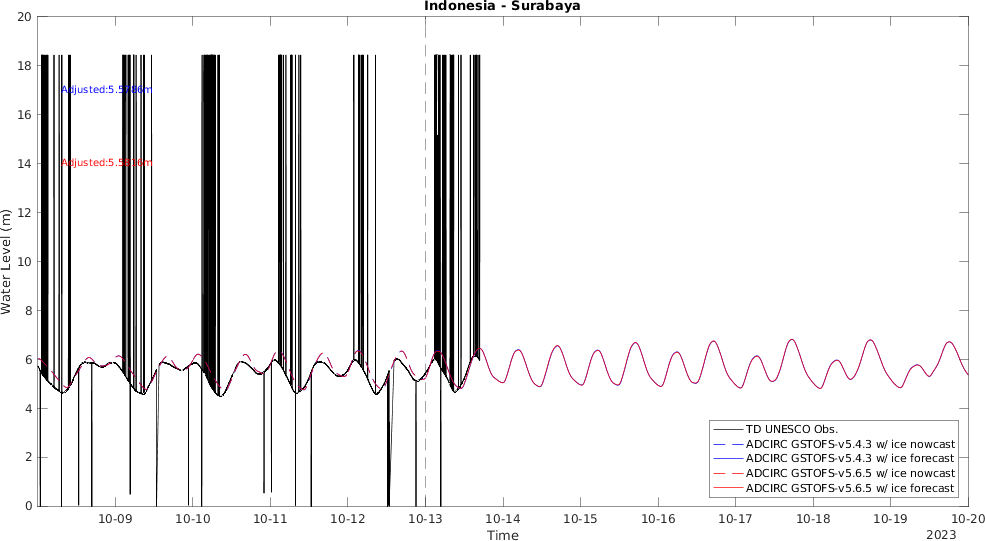 Indonesia - Surabaya
20
18
16
14
12
10
8
6
4
2
0
Water Level (m)
10-09 10-10 10-11 10-12 10-13 10-14 10-15 10-16 10-17 10-18 10-19 10-20
Time
2023
TD UNESCO Obs.
ADCIRC GSTOFS-v5.4.3 w/ ice nowcast
ADCIRC GSTOFS-v5.4.3 w/ ice forecast
ADCIRC GSTOFS-v5.6.5 w/ ice nowcast
ADCIRC GSTOFS-v5.6.5 w/ ice forecast